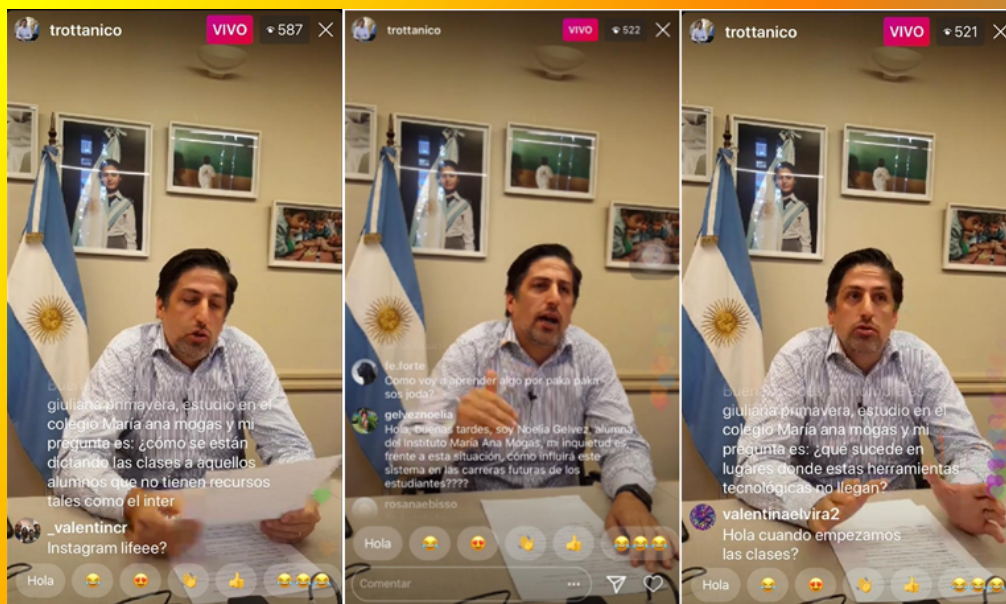 trottanico VIVO 587
giuliana primavera, estudio en el
colegio María ana mogas y mi
pregunta es: ¿cómo se están
dictando las clases a aquellos
alumnos que no tienen recursos
tales como el inter
_valentincr
Instagram lifeee?
Hola
trottanico VIVO 522
fe.forte
Como voy a aprender algo por paka paka
sos joda?
gelveznoelia
Hola, buenas tardes, soy Noelia Gelvez, alumna
del Instituto María Ana Mogas, mi inquietud es
frente a esta situación, cómo influirá este
sistema en las carreras futuras de los
estudiantes????
rosanaebisso
Hola
Comentar
trottanico VIVO 521
giuliana primavera, estudio en el
colegio María ana mogas y mi
pregunta es: ¿qué sucede en
lugares donde estas herramientas
tecnológicas no llegan?
valentinaelvira2
Hola cuando empezamos
las clases?
Hola